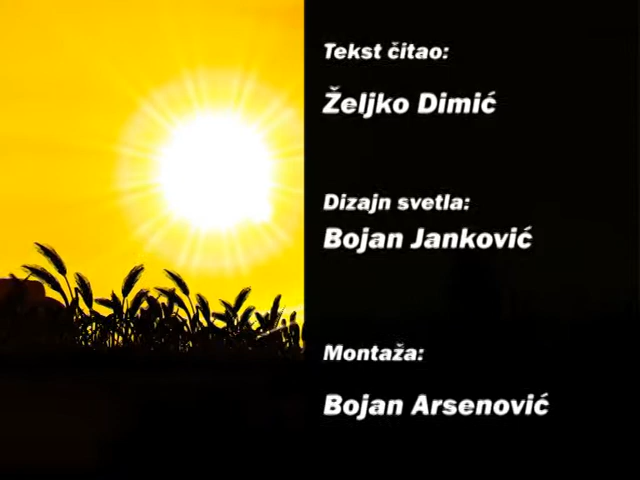 Tekst čitao:
Željko Dimić
Dizajn svetla:
Bojan Janković
Montaža:
Bojan Arsenović